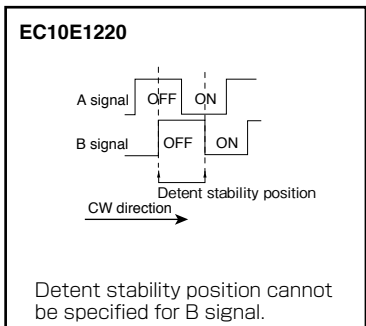 EC10E1220
A signal OFF ON
B signal OFF ON
Detent stability position
CW direction
Detent stability position cannot
be specified for B signal.